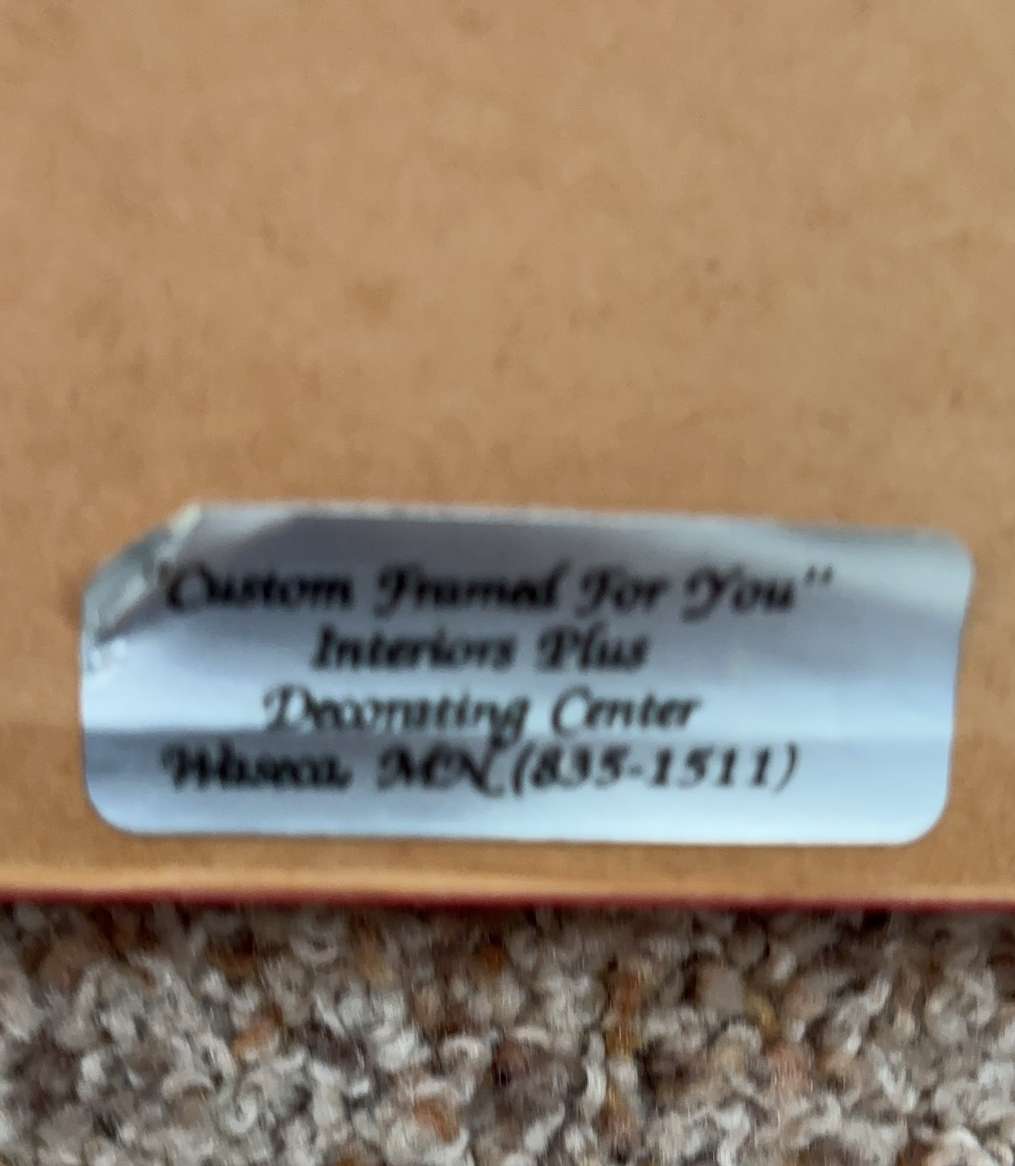 "Custom Framed For You"
Interiors Plus
Decorating Center
Waseca, MN (835-1511)